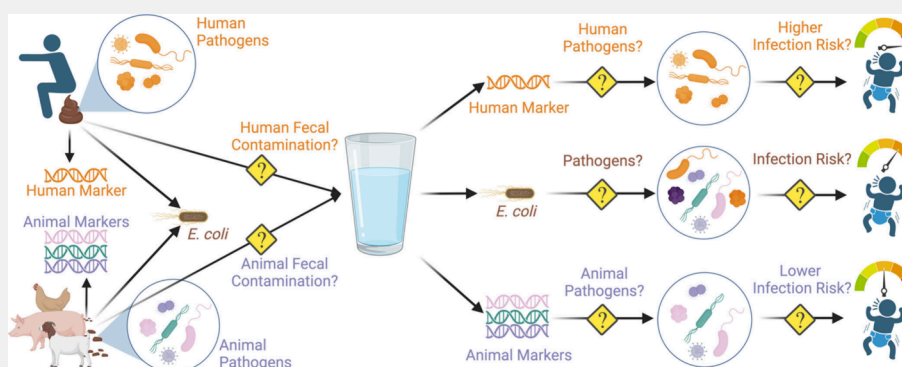 Human
Pathogens
Human Marker
Animal Markers
E. coli
Animal
Pathogens
Human Fecal
Contamination?
?
?
Animal Fecal
Contamination?
Human
Pathogens?
?
Human Marker
Higher
Infection Risk?
?
Pathogens?
?
E. coli
Infection Risk?
?
Animal
Pathogens?
?
Animal Markers
Lower
Infection Risk?
?